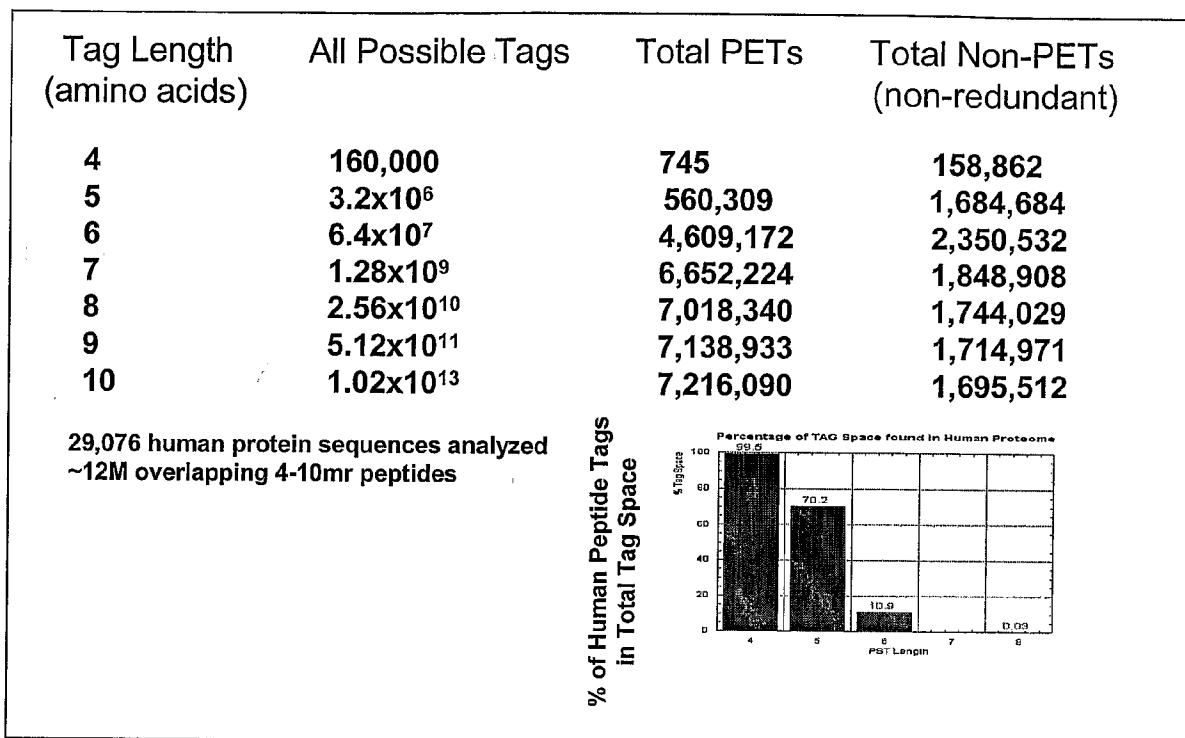 Tag Length All Possible Tags Total PETs Total Non-PETs
(amino acids) (non-redundant)
4 160,000 745 158,862
5 3.2x10⁶ 560,309 1,684,684
6 6.4x10⁷ 4,609,172 2,350,532
7 1.28x10⁹ 6,652,224 1,848,908
8 2.56x10¹⁰ 7,018,340 1,744,029
9 5.12x10¹¹ 7,138,933 1,714,971
10 1.02x10¹³ 7,216,090 1,695,512
29,076 human protein sequences analyzed
~12M overlapping 4-10mr peptides
% of Human Peptide Tags
in Total Tag Space
Percentage of TAG Space found in Human Proteome
% Tag Space
100
80
60
40
20
0
99.5
70.2
10.9
0.03
4 5 6 7 8
PST Length